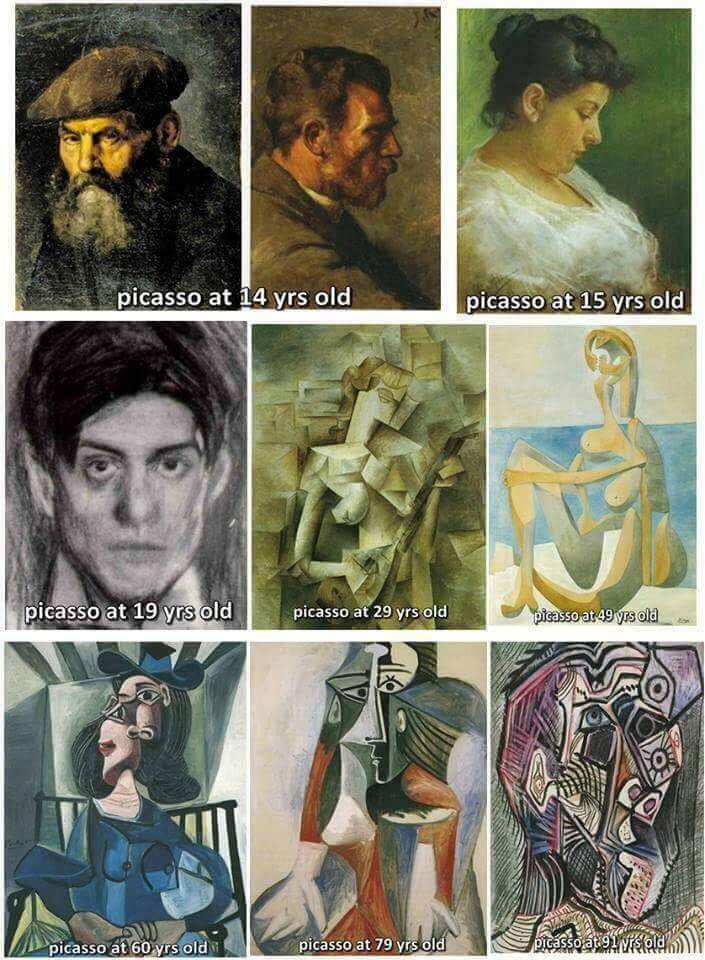 picasso at 14 yrs old
picasso at 15 yrs old
picasso at 19 yrs old
picasso at 29 yrs old
picasso at 49 yrs old
picasso at 60 yrs old
picasso at 79 yrs old
picasso at 91 yrs old